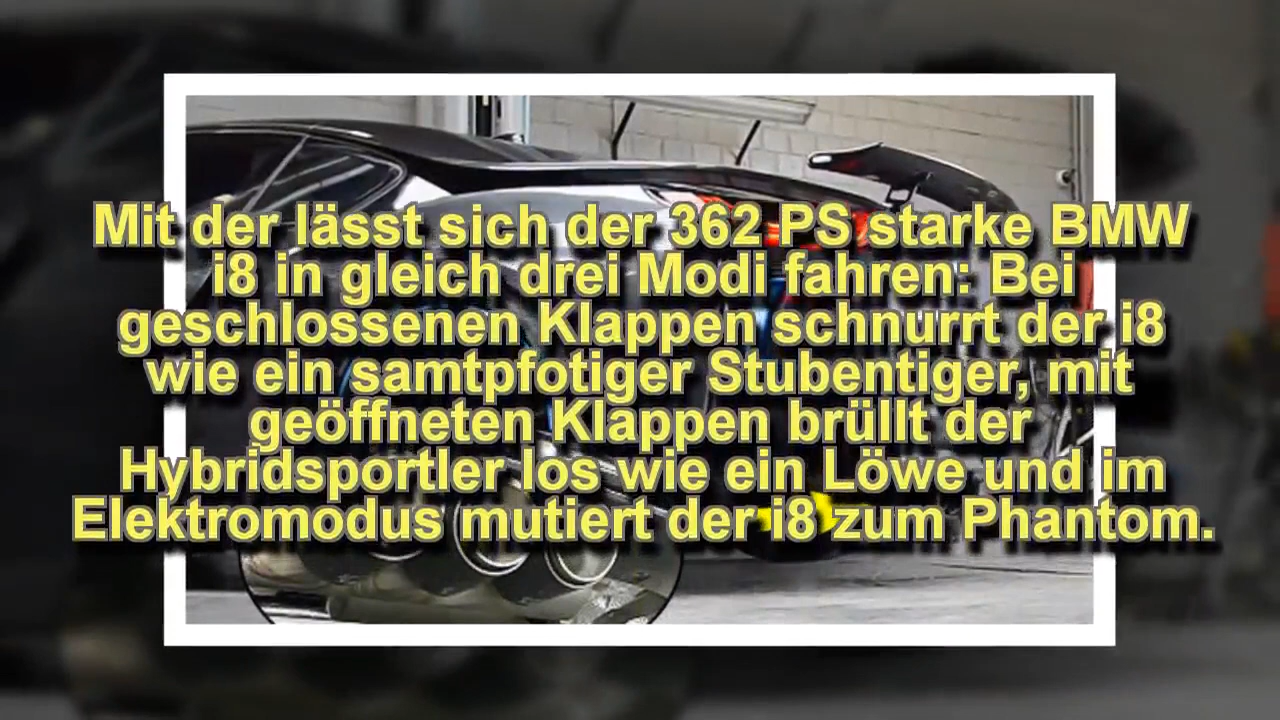 Mit der lässt sich der 362 PS starke BMW
i8 in gleich drei Modi fahren: Bei
geschlossenen Klappen schnurrt der i8
wie ein samtpfotiger Stubentiger, mit
geöffneten Klappen brüllt der
Hybridsportler los wie ein Löwe und im
Elektromodus mutiert der i8 zum Phantom.